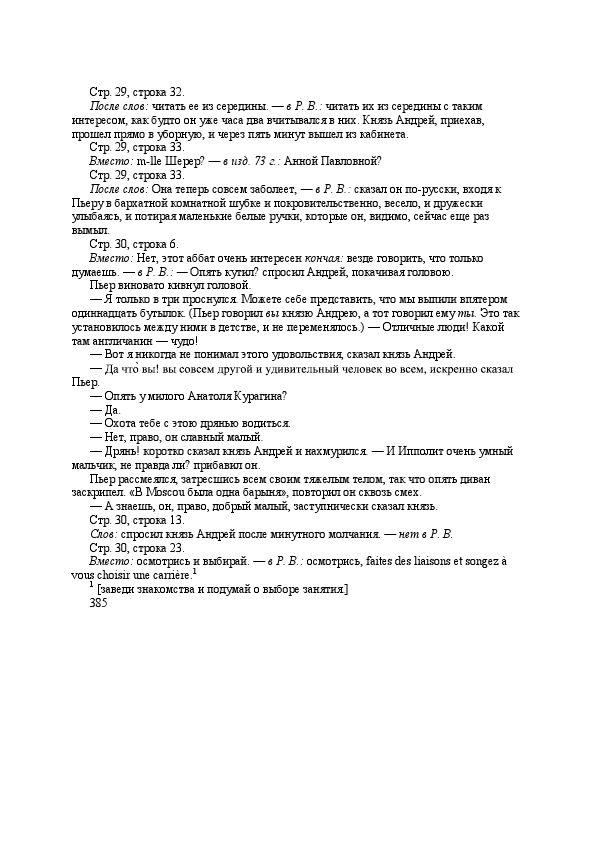 Стр. 29, строка 32.
После слов: читать ее из середины. — в Р. В.: читать их из середины с таким
интересом, как будто он уже часа два вчитывался в них. Князь Андрей, приехав,
прошел прямо в уборную, и через пять минут вышел из кабинета.
Стр. 29, строка 33.
Вместо: m-lle Шерер? — в изд. 73 г.: Анной Павловной?
Стр. 29, строка 33.
После слов: Она теперь совсем заболеет, — в Р. В.: сказал он по-русски, входя к
Пьеру в бархатной комнатной шубке и покровительственно, весело, и дружески
улыбаясь, и потирая маленькие белые ручки, которые он, видимо, сейчас еще раз
вымыл.
Стр. 30, строка 6.
Вместо: Нет, этот аббат очень интересен кончая: везде говорить, что только
думаешь. — в Р. В.: — Опять кутил? спросил Андрей, покачивая головою.
Пьер виновато кивнул головой.
— Я только в три проснулся. Можете себе представить, что мы выпили впятером
одиннадцать бутылок. (Пьер говорил вы князю Андрею, а тот говорил ему ты. Это так
установилось между ними в детстве, и не переменялось.) — Отличные люди! Какой
там англичанин — чудо!
— Вот я никогда не понимал этого удовольствия, сказал князь Андрей.
— Да что̀ вы! вы совсем другой и удивительный человек во всем, искренно сказал
Пьер.
— Опять у милого Анатоля Курагина?
— Да.
— Охота тебе с этою дрянью водиться.
— Нет, право, он славный малый.
— Дрянь! коротко сказал князь Андрей и нахмурился. — И Ипполит очень умный
мальчик, не правда ли? прибавил он.
Пьер рассмеялся, затресшись всем своим тяжелым телом, так что опять диван
заскрипел. «В Moscou была одна барыня», повторил он сквозь смех.
— А знаешь, он, право, добрый малый, заступнически сказал князь.
Стр. 30, строка 13.
Слов: спросил князь Андрей после минутного молчания. — нет в Р. В.
Стр. 30, строка 23.
Вместо: осмотрись и выбирай. — в Р. В.: осмотрись, faites des liaisons et songez à
vous choisir une carrière.¹
¹ [заведи знакомства и подумай о выборе занятия.]
385